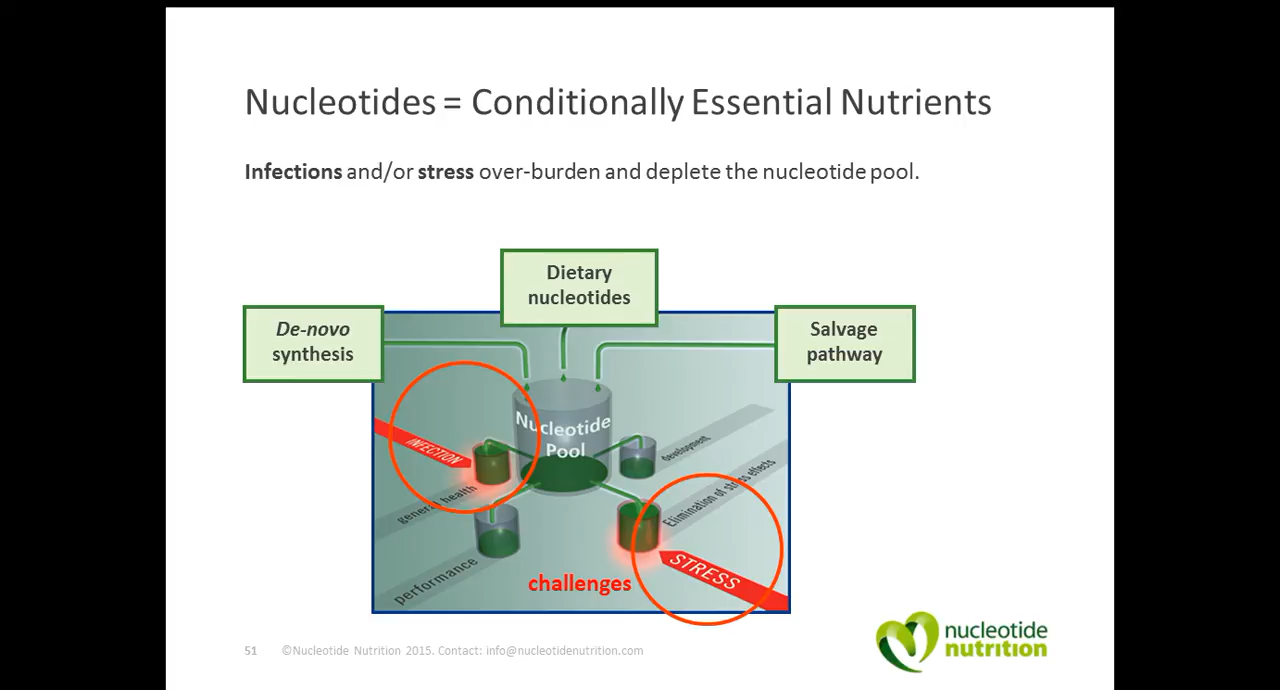 Nucleotides = Conditionally Essential Nutrients
Infections and/or stress over-burden and deplete the nucleotide pool.
Dietary
nucleotides
De-novo
synthesis
Salvage
pathway
Nucleotide
Pool
INFECTION
development
general health
Elimination of stress effects
performance
challenges
STRESS
51 ©Nucleotide Nutrition 2015. Contact: info@nucleotidenutrition.com
nucleotide
nutrition